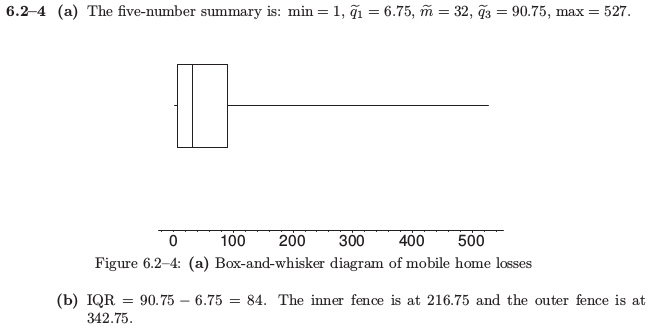 6.2–4 (a) The five-number summary is: min = 1, q̃₁ = 6.75, m̃ = 32, q̃₃ = 90.75, max = 527.
0 100 200 300 400 500
Figure 6.2–4: (a) Box-and-whisker diagram of mobile home losses
(b) IQR = 90.75 − 6.75 = 84. The inner fence is at 216.75 and the outer fence is at
342.75.